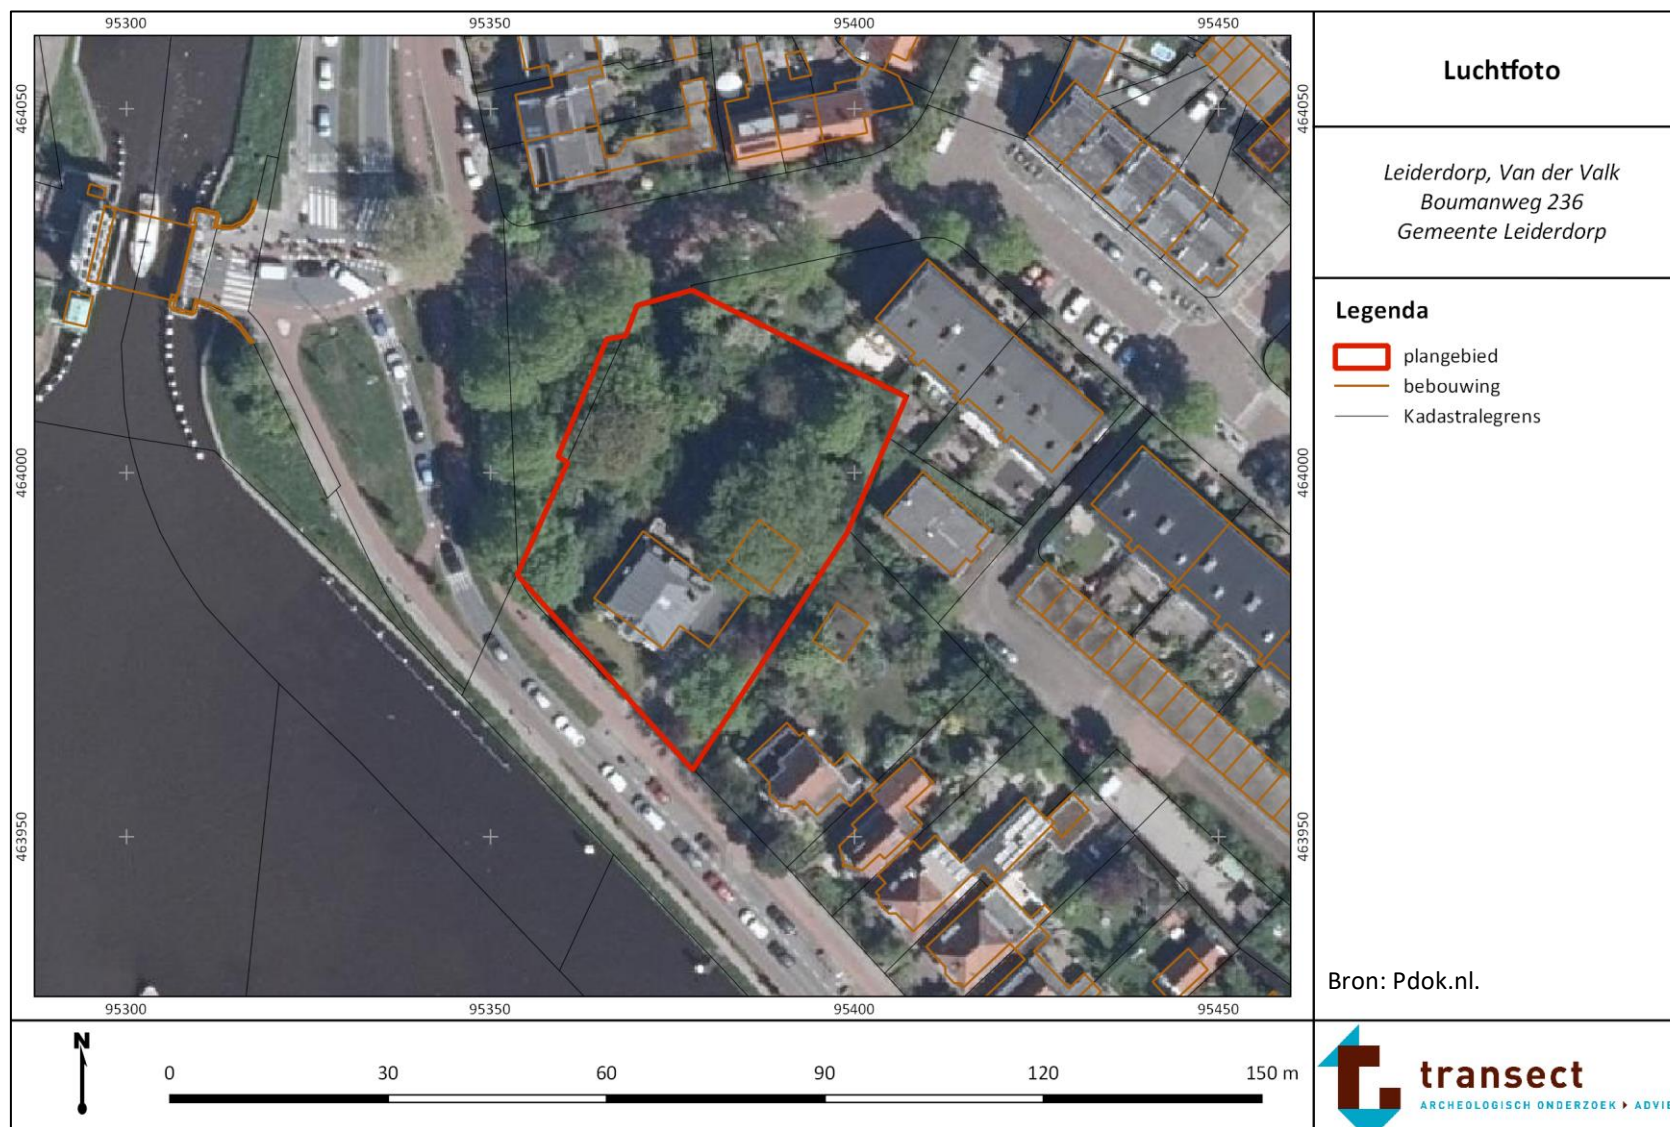 95300 95350 95400 95450
464050 464050
464000 464000
463950 463950
95300 95350 95400 95450
Luchtfoto
Leiderdorp, Van der Valk
Boumanweg 236
Gemeente Leiderdorp
Legenda
plangebied
bebouwing
Kadastralegrens
Bron: Pdok.nl.
N
0 30 60 90 120 150 m
transect
ARCHEOLOGISCH ONDERZOEK ▸ ADVIE